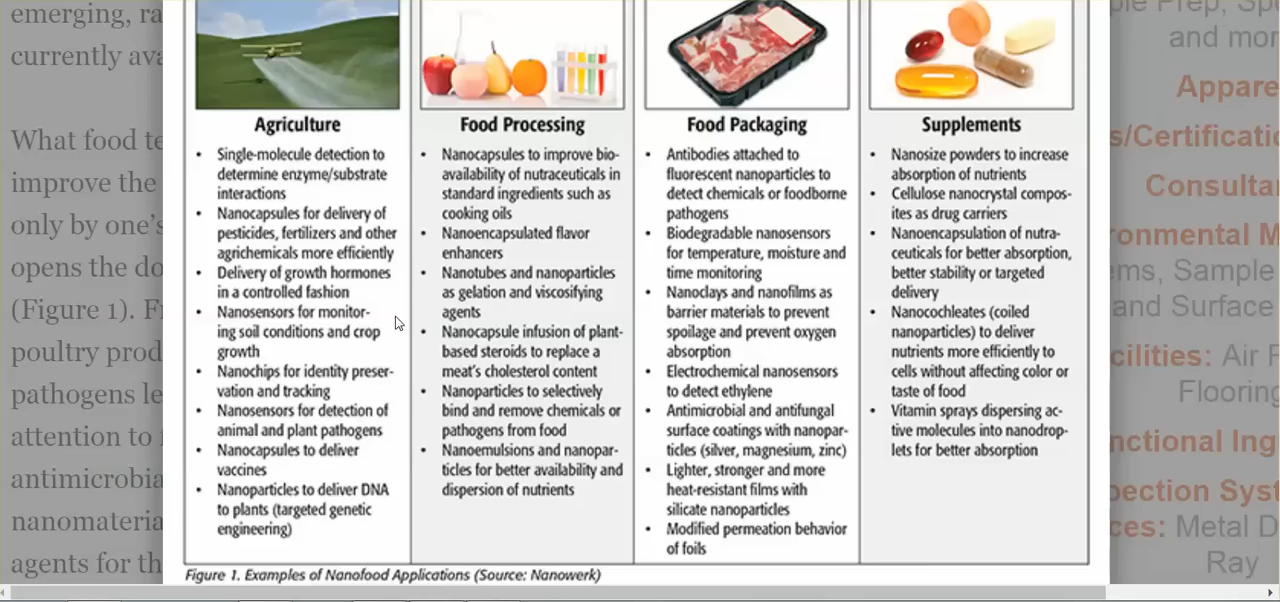 emerging, ra
currently ava
What food te
improve the
only by one's
opens the do
(Figure 1). Fr
poultry prod
pathogens le
attention to f
antimicrobia
nanomateria
agents for th
Agriculture
• Single-molecule detection to
determine enzyme/substrate
interactions
• Nanocapsules for delivery of
pesticides, fertilizers and other
agrichemicals more efficiently
• Delivery of growth hormones
in a controlled fashion
• Nanosensors for monitor-
ing soil conditions and crop
growth
• Nanochips for identity preser-
vation and tracking
• Nanosensors for detection of
animal and plant pathogens
• Nanocapsules to deliver
vaccines
• Nanoparticles to deliver DNA
to plants (targeted genetic
engineering)
Food Processing
• Nanocapsules to improve bio-
availability of nutraceuticals in
standard ingredients such as
cooking oils
• Nanoencapsulated flavor
enhancers
• Nanotubes and nanoparticles
as gelation and viscosifying
agents
• Nanocapsule infusion of plant-
based steroids to replace a
meat's cholesterol content
• Nanoparticles to selectively
bind and remove chemicals or
pathogens from food
• Nanoemulsions and nanopar-
ticles for better availability and
dispersion of nutrients
Food Packaging
• Antibodies attached to
fluorescent nanoparticles to
detect chemicals or foodborne
pathogens
• Biodegradable nanosensors
for temperature, moisture and
time monitoring
• Nanoclays and nanofilms as
barrier materials to prevent
spoilage and prevent oxygen
absorption
• Electrochemical nanosensors
to detect ethylene
• Antimicrobial and antifungal
surface coatings with nanopar-
ticles (silver, magnesium, zinc)
• Lighter, stronger and more
heat-resistant films with
silicate nanoparticles
• Modified permeation behavior
of foils
Supplements
• Nanosize powders to increase
absorption of nutrients
• Cellulose nanocrystal compos-
ites as drug carriers
• Nanoencapsulation of nutra-
ceuticals for better absorption,
better stability or targeted
delivery
• Nanocochleates (coiled
nanoparticles) to deliver
nutrients more efficiently to
cells without affecting color or
taste of food
• Vitamin sprays dispersing ac-
tive molecules into nanodrop-
lets for better absorption
Figure 1. Examples of Nanofood Applications (Source: Nanowerk)
ple Prep, Spe
and mor
Appare
s/Certificatio
Consultar
ronmental M
ems, Sample
and Surface
cilities: Air F
Flooring
nctional Ing
pection Syst
ces: Metal D
Ray